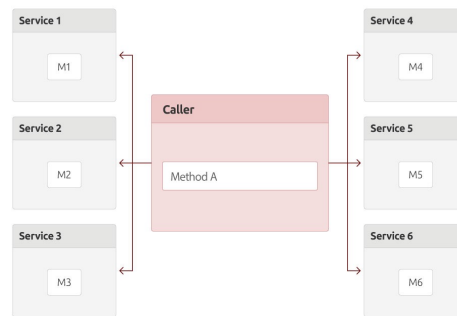 Service 1
M1
Service 2
M2
Service 3
M3
Caller
Method A
Service 4
M4
Service 5
M5
Service 6
M6